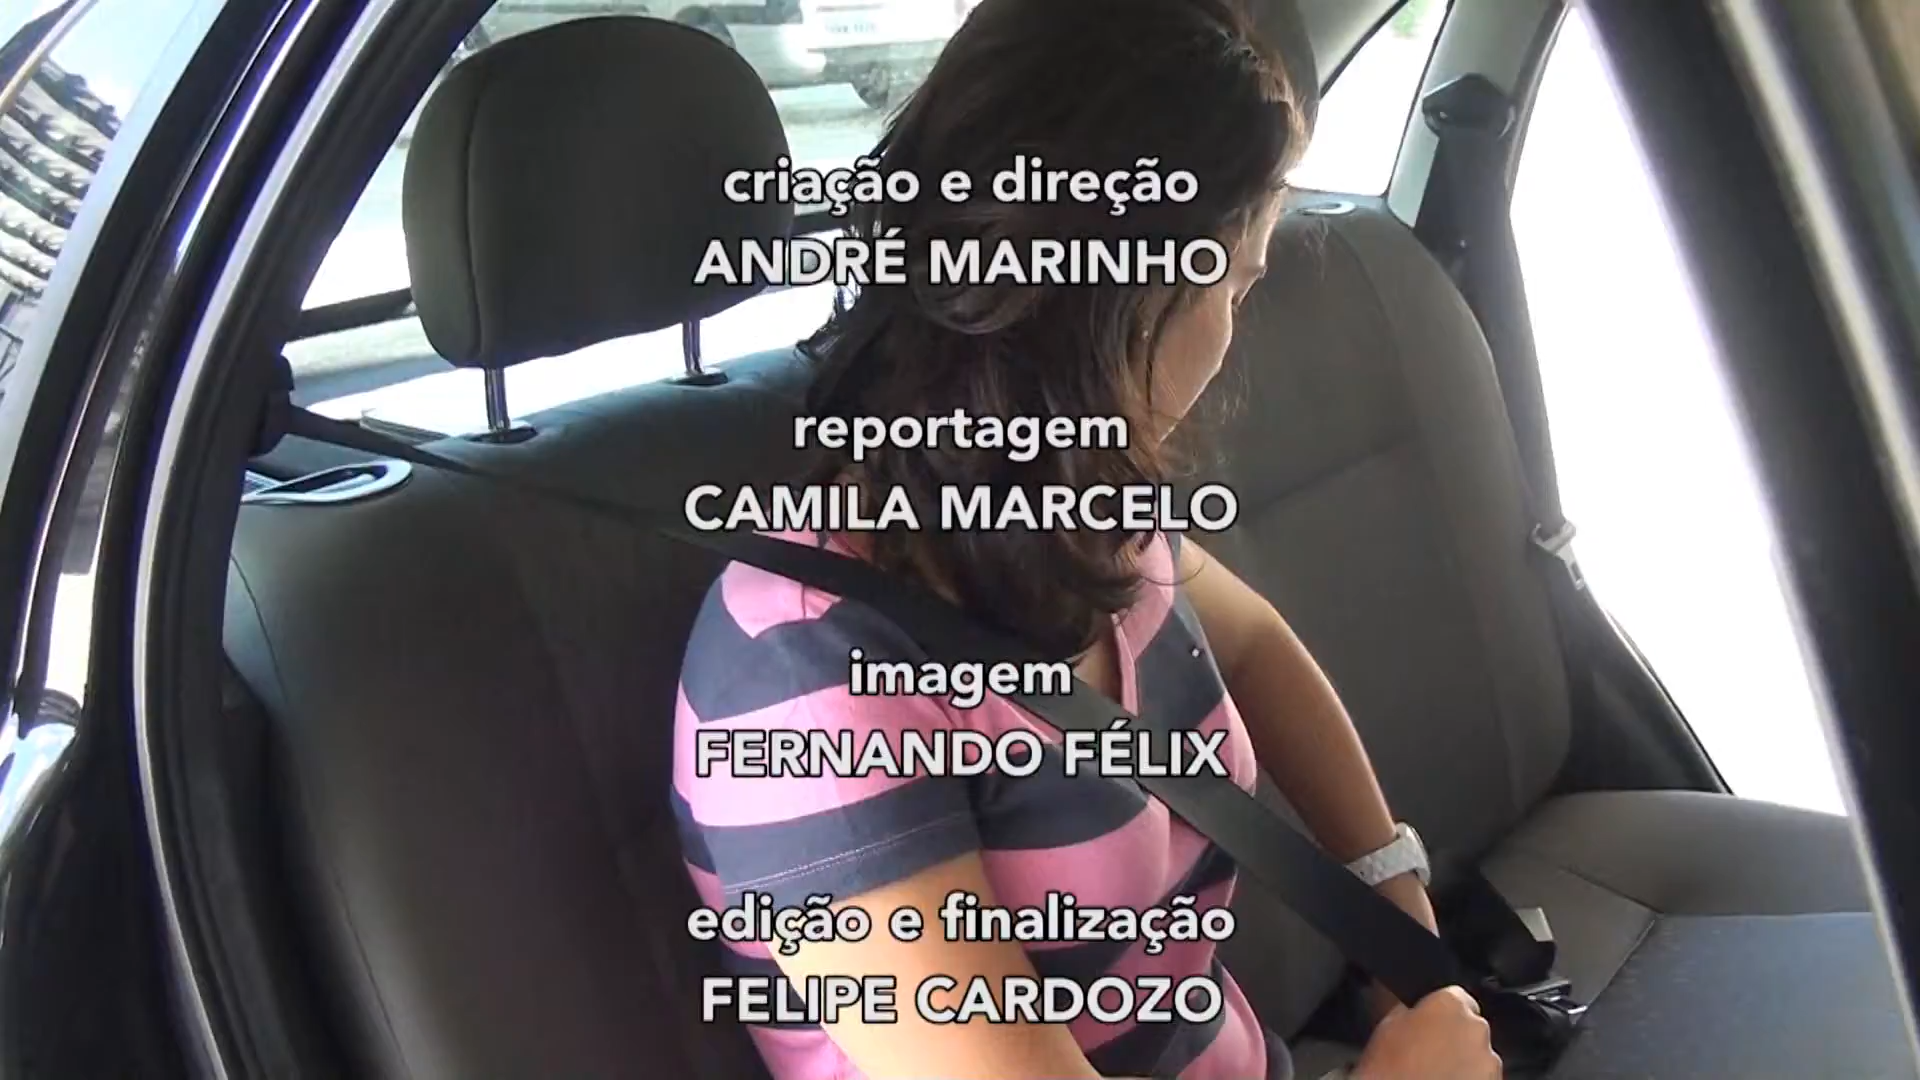 criação e direção
ANDRÉ MARINHO
reportagem
CAMILA MARCELO
imagem
FERNANDO FÉLIX
edição e finalização
FELIPE CARDOZO